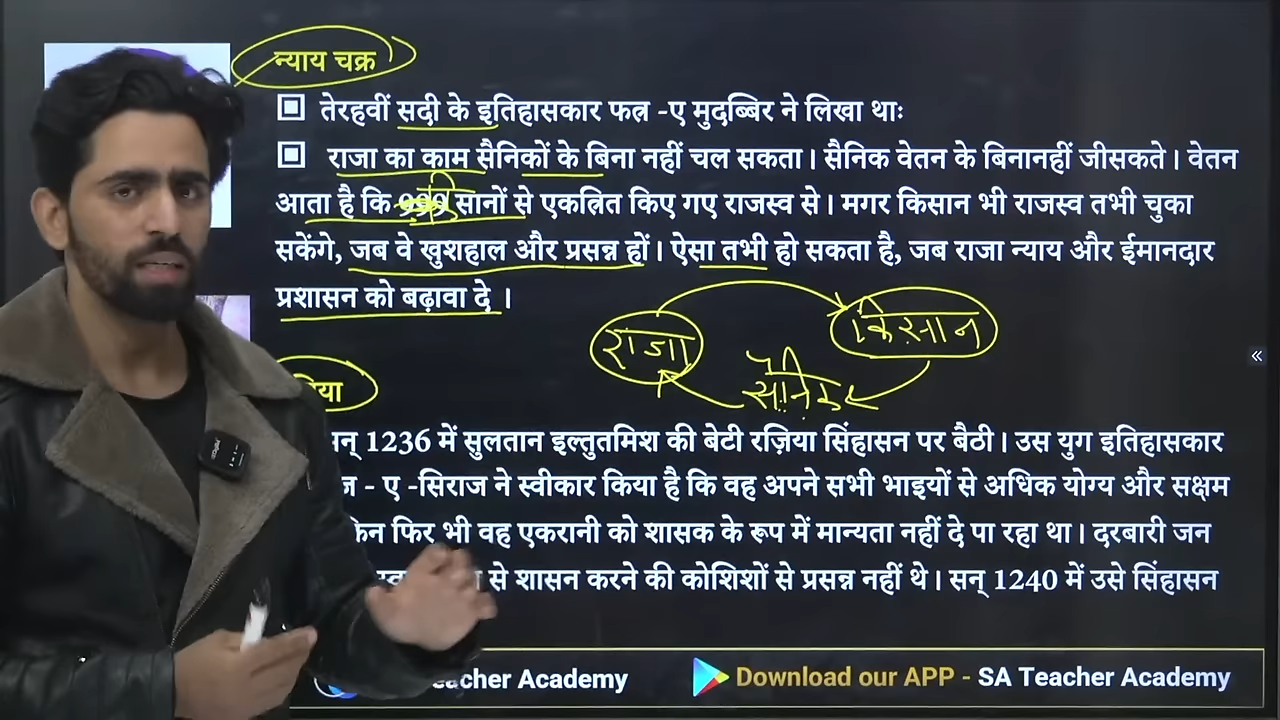 न्याय चक्र
तेरहवीं सदी के इतिहासकार फख्र -ए मुदब्बिर ने लिखा थाः
राजा का काम सैनिकों के बिना नहीं चल सकता । सैनिक वेतन के बिनानहीं जीसकते । वेतन
आता है कि सानों से एकत्रित किए गए राजस्व से । मगर किसान भी राजस्व तभी चुका
सकेंगे, जब वे खुशहाल और प्रसन्न हों । ऐसा तभी हो सकता है, जब राजा न्याय और ईमानदार
प्रशासन को बढ़ावा दे ।
राजा
किसान
सैनिक
सन् 1236 में सुलतान इल्तुतमिश की बेटी रज़िया सिंहासन पर बैठी । उस युग इतिहासकार
- ए -सिराज ने स्वीकार किया है कि वह अपने सभी भाइयों से अधिक योग्य और सक्षम
फिर भी वह एकरानी को शासक के रूप में मान्यता नहीं दे पा रहा था । दरबारी जन
से शासन करने की कोशिशों से प्रसन्न नहीं थे । सन् 1240 में उसे सिंहासन
Academy
Download our APP - SA Teacher Academy